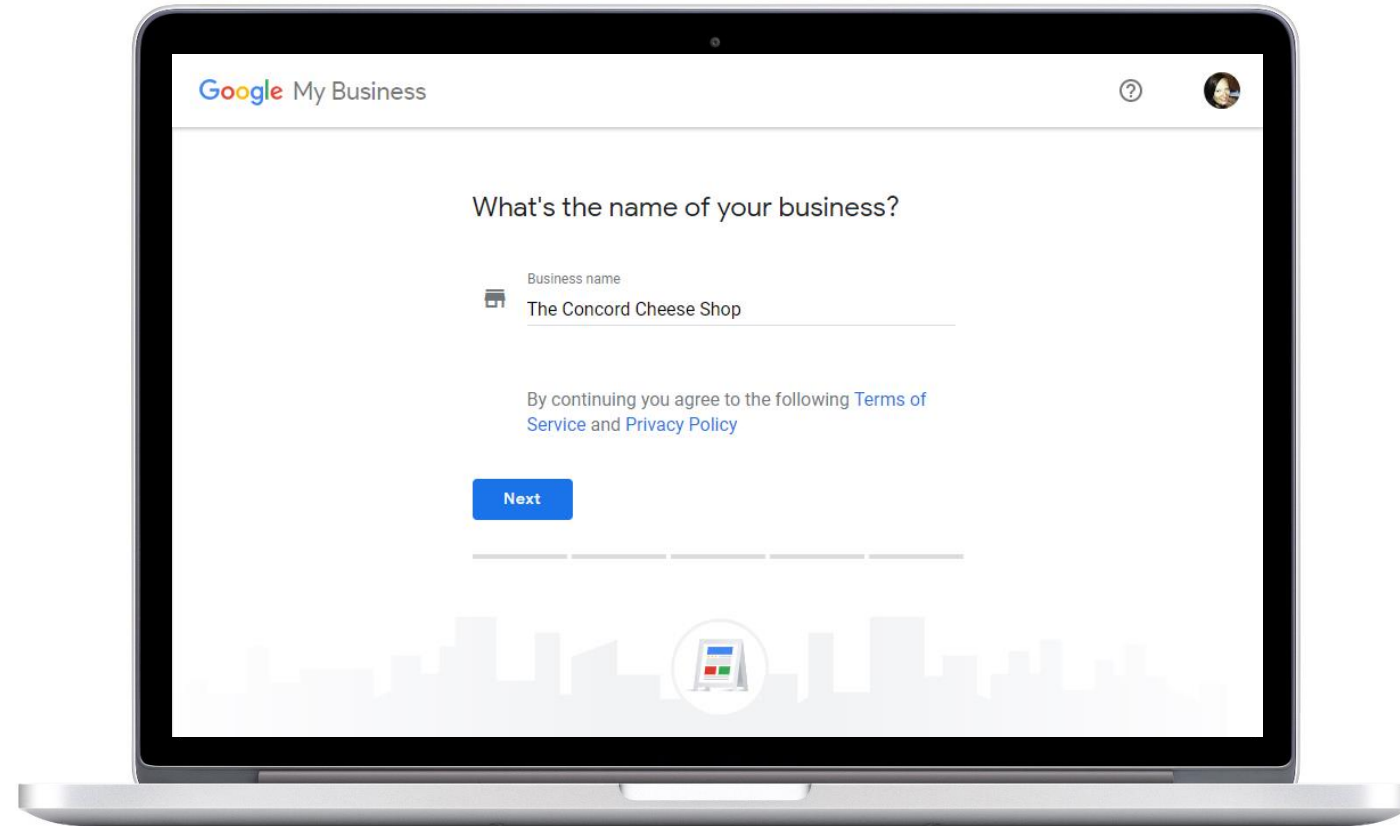 Google My Business
What's the name of your business?
Business name
The Concord Cheese Shop
By continuing you agree to the following Terms of
Service and Privacy Policy
Next